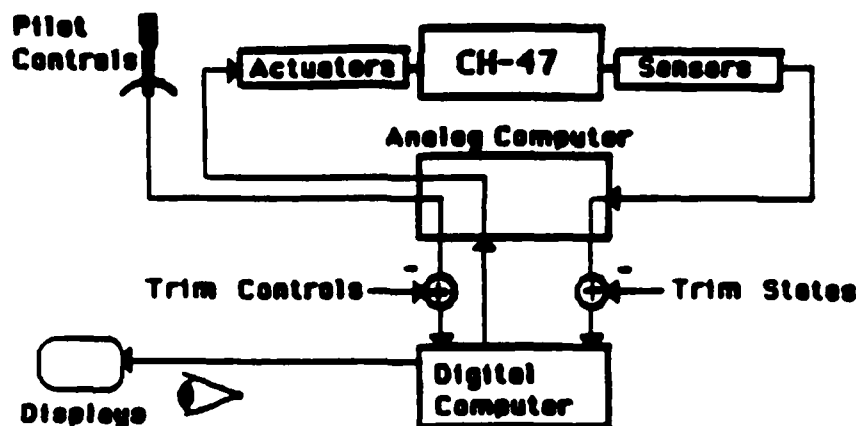 Pilot
Controls
Actuators
CH-47
Sensors
Analog Computer
Trim Controls
Trim States
Digital
Computer
Displays